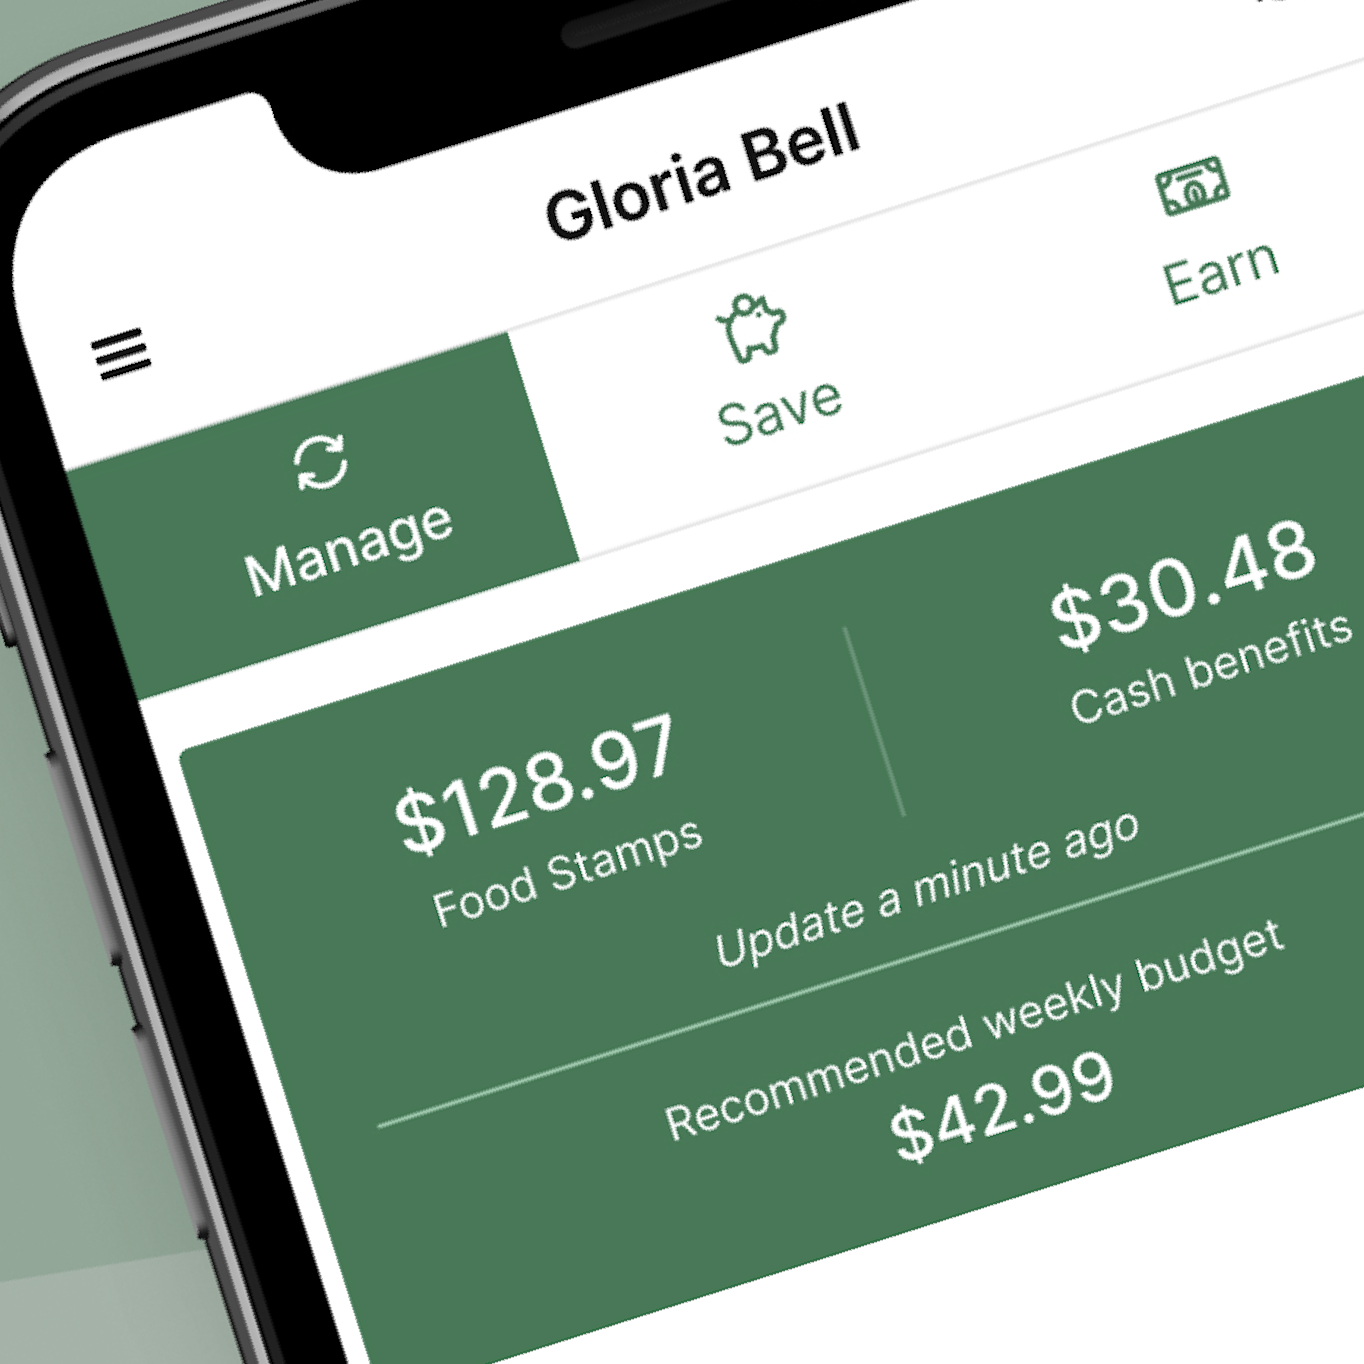 Gloria Bell
Manage
Save
Earn
$128.97
Food Stamps
$30.48
Cash benefits
Update a minute ago
Recommended weekly budget
$42.99